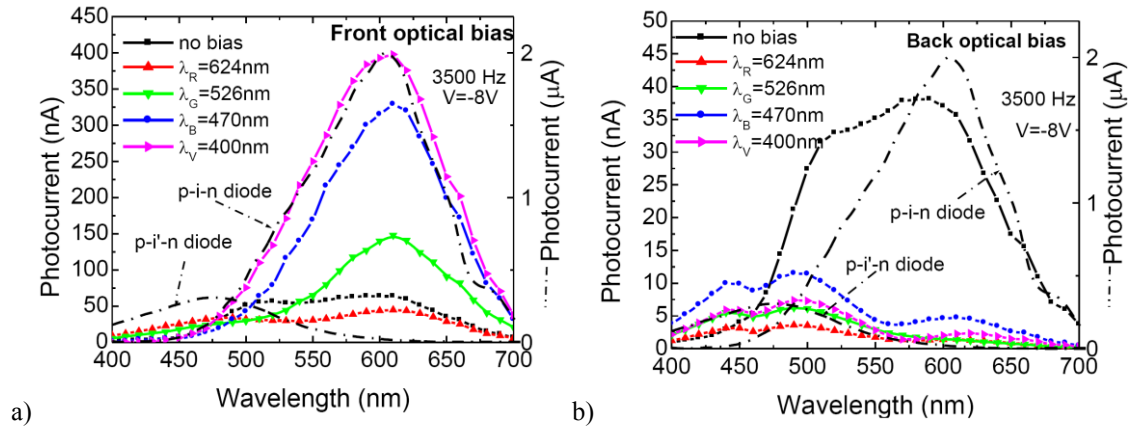 Front optical bias
no bias
λR=624nm
λG=526nm
λB=470nm
λV=400nm
3500 Hz
V=-8V
p-i-n diode
p-i'-n diode
450
400
350
300
250
200
150
100
50
0
Photocurrent (nA)
2
1
0
Photocurrent (μA)
400 450 500 550 600 650 700
Wavelength (nm)
a)
Back optical bias
no bias
λR=624nm
λG=526nm
λB=470nm
λV=400nm
3500 Hz
V=-8V
p-i-n diode
p-i'-n diode
50
45
40
35
30
25
20
15
10
5
0
Photocurrent (nA)
2
1
0
Photocurrent (μA)
400 450 500 550 600 650 700
Wavelength (nm)
b)